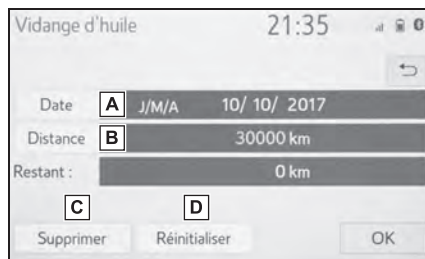 Vidange d'huile 21:35
Date A J/M/A 10/ 10/ 2017
Distance B 30000 km
Restant : 0 km
C D
Supprimer Réinitialiser OK